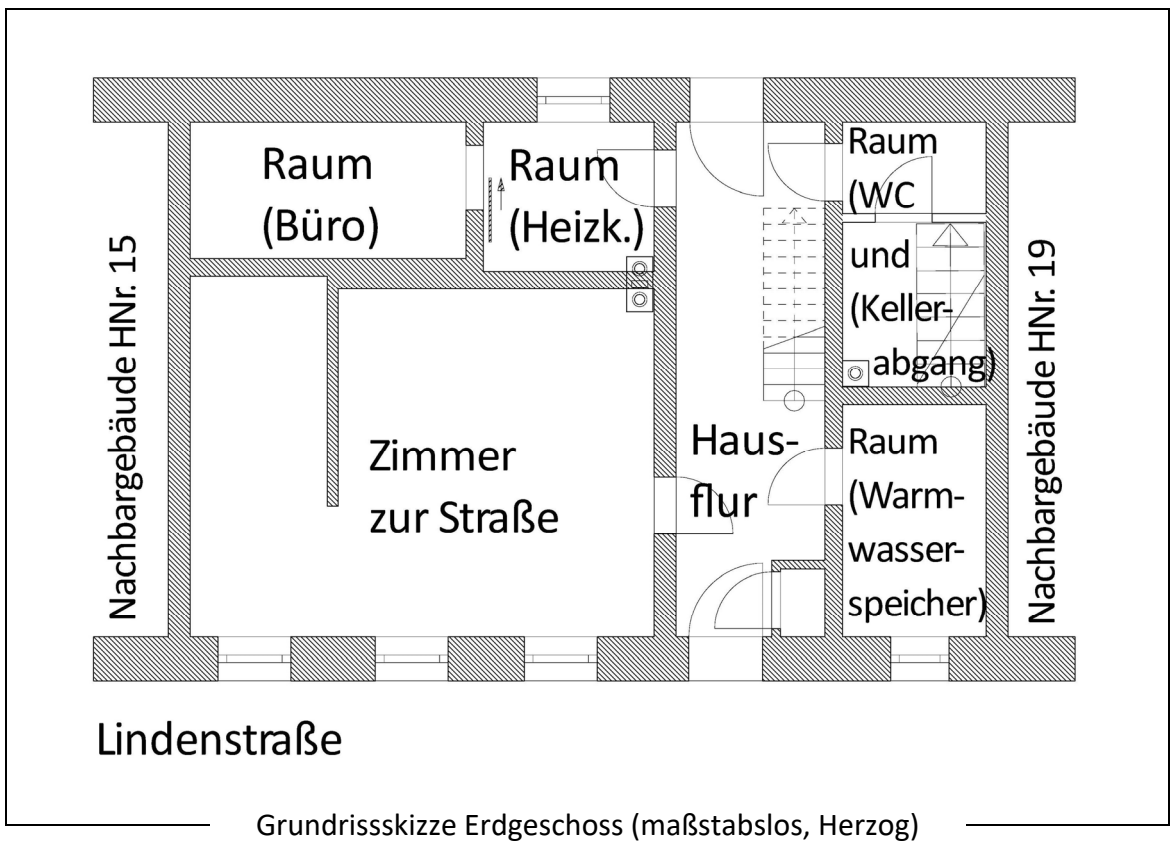 Raum
(Büro)
Raum
(Heizk.)
Raum
(WC
und
(Keller-
abgang)
Nachbargebäude HNr. 15
Nachbargebäude HNr. 19
Zimmer
zur Straße
Haus-
flur
Raum
(Warm-
wasser-
speicher)
Lindenstraße
Grundrissskizze Erdgeschoss (maßstabslos, Herzog)